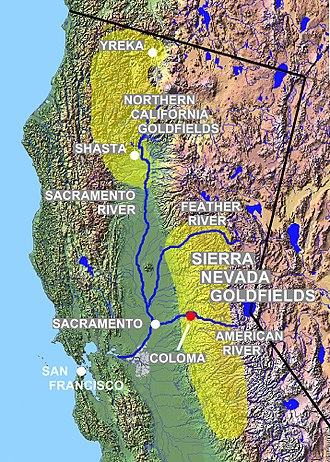 YREKA
NORTHERN
CALIFORNIA
GOLDFIELDS
SHASTA
SACRAMENTO
RIVER
FEATHER
RIVER
SIERRA
NEVADA
GOLDFIELDS
SACRAMENTO
COLOMA
AMERICAN
RIVER
SAN
FRANCISCO